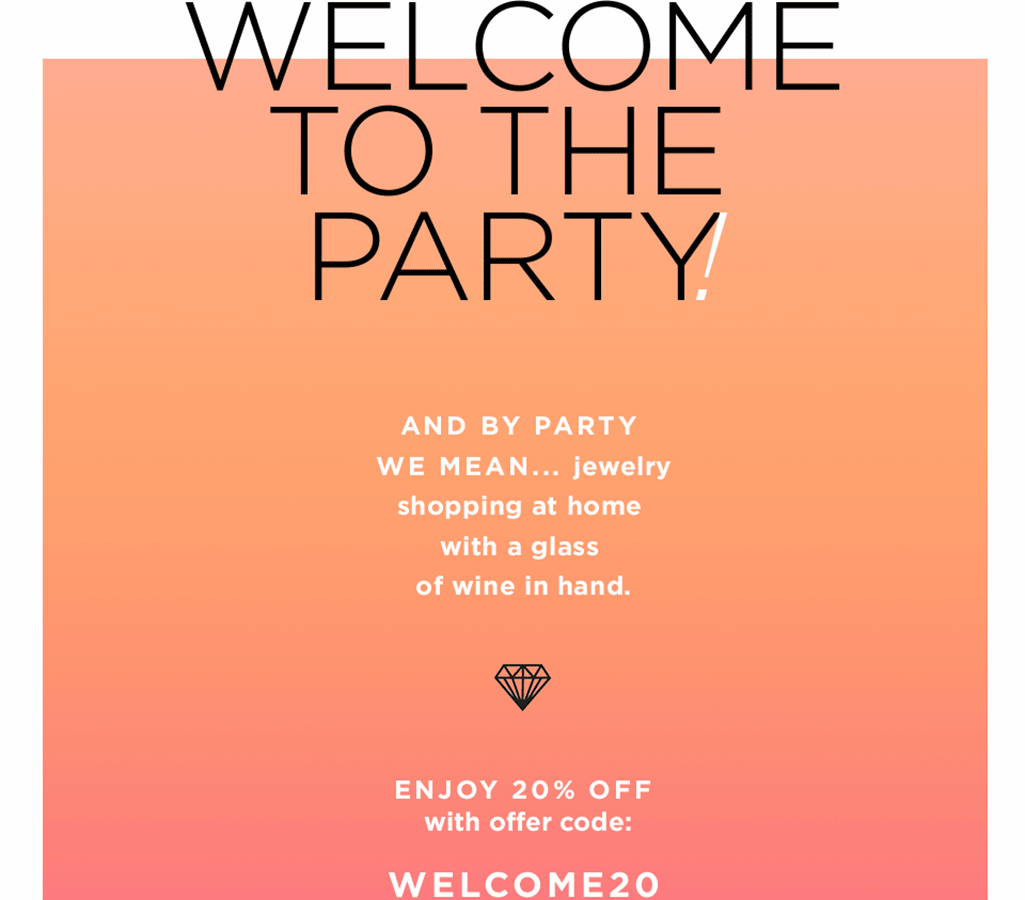 WELCOME
TO THE
PARTY!
AND BY PARTY
WE MEAN... jewelry
shopping at home
with a glass
of wine in hand.
ENJOY 20% OFF
with offer code:
WELCOME20